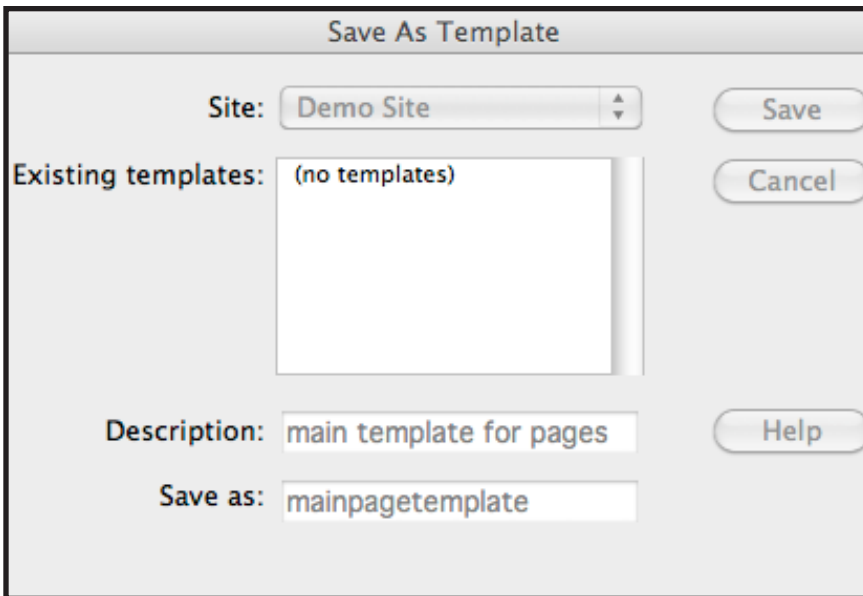 Save As Template
Site: Demo Site Save
Existing templates: (no templates) Cancel
Description: main template for pages Help
Save as: mainpagetemplate